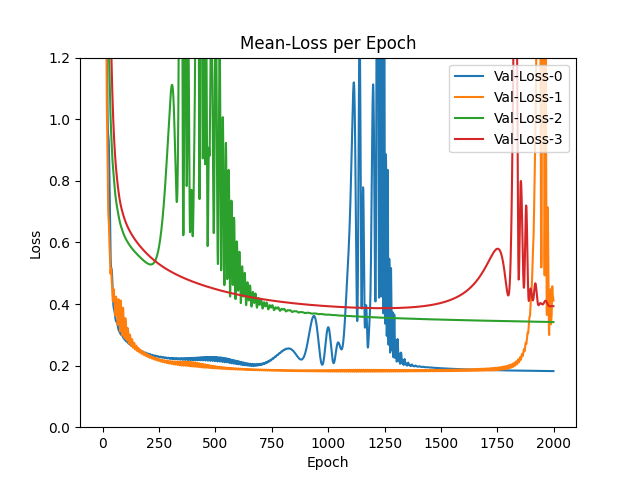 Mean-Loss per Epoch
1.2
1.0
0.8
0.6
0.4
0.2
0.0
Loss
Val-Loss-0
Val-Loss-1
Val-Loss-2
Val-Loss-3
0 250 500 750 1000 1250 1500 1750 2000
Epoch